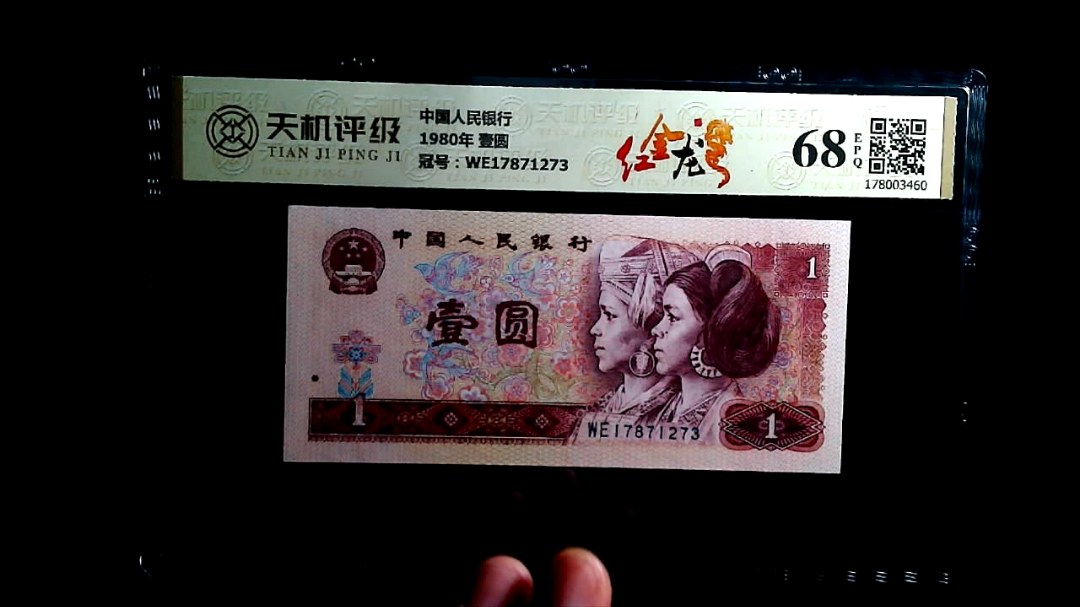 天机评级
TIAN JI PING JI
中国人民银行
1980年 壹圆
冠号：WE17871273
红金龙
68
EPQ
178003460
中国人民银行
1
壹圆
1
WE17871273
1